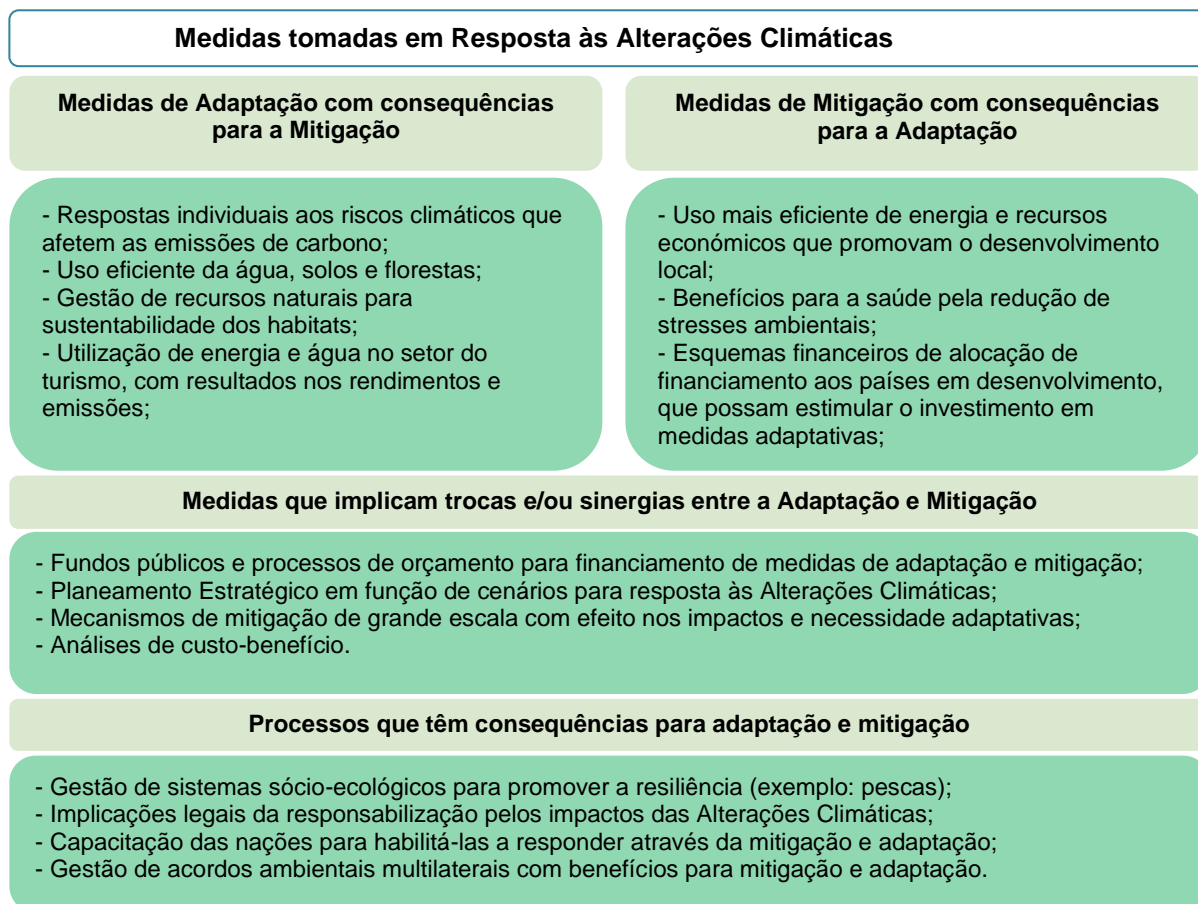 Medidas tomadas em Resposta às Alterações Climáticas
Medidas de Adaptação com consequências
para a Mitigação
- Respostas individuais aos riscos climáticos que
afetem as emissões de carbono;
- Uso eficiente da água, solos e florestas;
- Gestão de recursos naturais para
sustentabilidade dos habitats;
- Utilização de energia e água no setor do
turismo, com resultados nos rendimentos e
emissões;
Medidas de Mitigação com consequências
para a Adaptação
- Uso mais eficiente de energia e recursos
económicos que promovam o desenvolvimento
local;
- Benefícios para a saúde pela redução de
stresses ambientais;
- Esquemas financeiros de alocação de
financiamento aos países em desenvolvimento,
que possam estimular o investimento em
medidas adaptativas;
Medidas que implicam trocas e/ou sinergias entre a Adaptação e Mitigação
- Fundos públicos e processos de orçamento para financiamento de medidas de adaptação e mitigação;
- Planeamento Estratégico em função de cenários para resposta às Alterações Climáticas;
- Mecanismos de mitigação de grande escala com efeito nos impactos e necessidade adaptativas;
- Análises de custo-benefício.
Processos que têm consequências para adaptação e mitigação
- Gestão de sistemas sócio-ecológicos para promover a resiliência (exemplo: pescas);
- Implicações legais da responsabilização pelos impactos das Alterações Climáticas;
- Capacitação das nações para habilitá-las a responder através da mitigação e adaptação;
- Gestão de acordos ambientais multilaterais com benefícios para mitigação e adaptação.